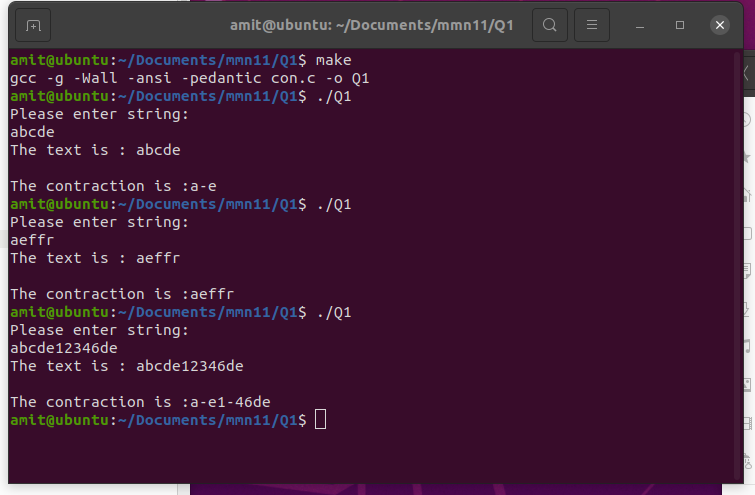 amit@ubuntu: ~/Documents/mmn11/Q1
amit@ubuntu:~/Documents/mmn11/Q1$ make
gcc -g -Wall -ansi -pedantic con.c -o Q1
amit@ubuntu:~/Documents/mmn11/Q1$ ./Q1
Please enter string:
abcde
The text is : abcde
The contraction is :a-e
amit@ubuntu:~/Documents/mmn11/Q1$ ./Q1
Please enter string:
aeffr
The text is : aeffr
The contraction is :aeffr
amit@ubuntu:~/Documents/mmn11/Q1$ ./Q1
Please enter string:
abcde12346de
The text is : abcde12346de
The contraction is :a-e1-46de
amit@ubuntu:~/Documents/mmn11/Q1$